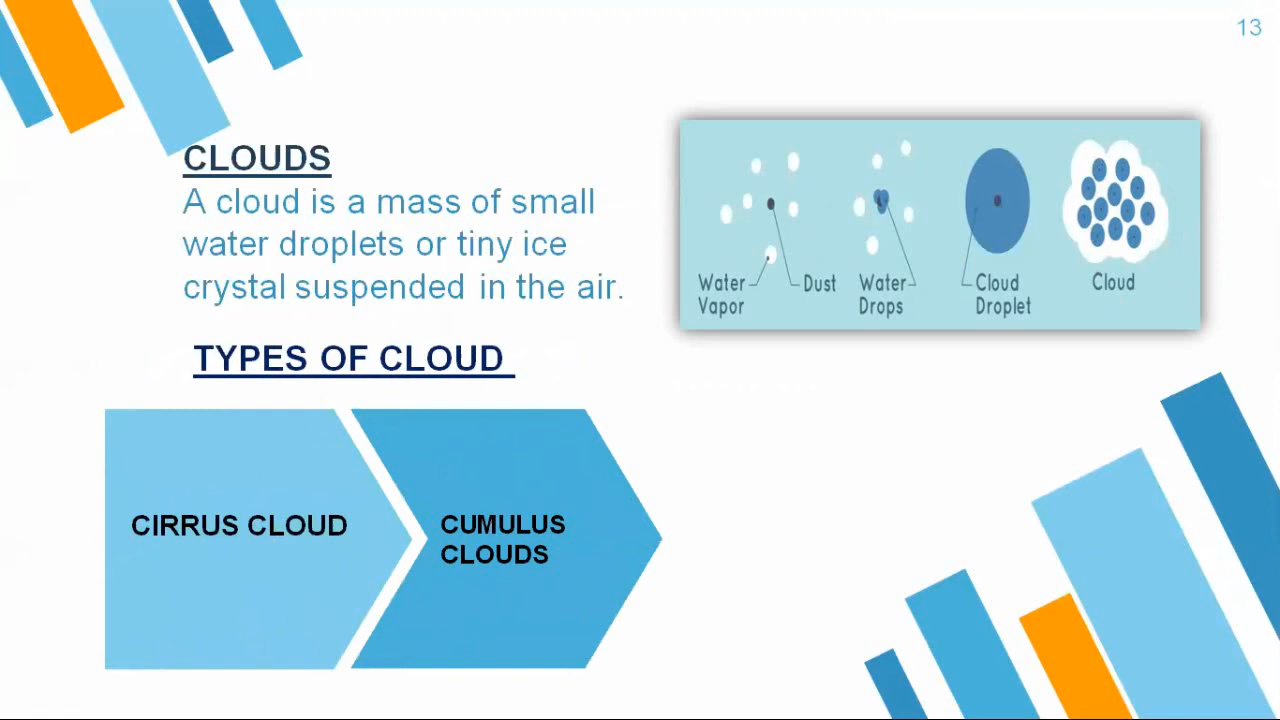 13
CLOUDS
A cloud is a mass of small
water droplets or tiny ice
crystal suspended in the air.
Water
Vapor
Dust
Water
Drops
Cloud
Droplet
Cloud
TYPES OF CLOUD
CIRRUS CLOUD
CUMULUS
CLOUDS